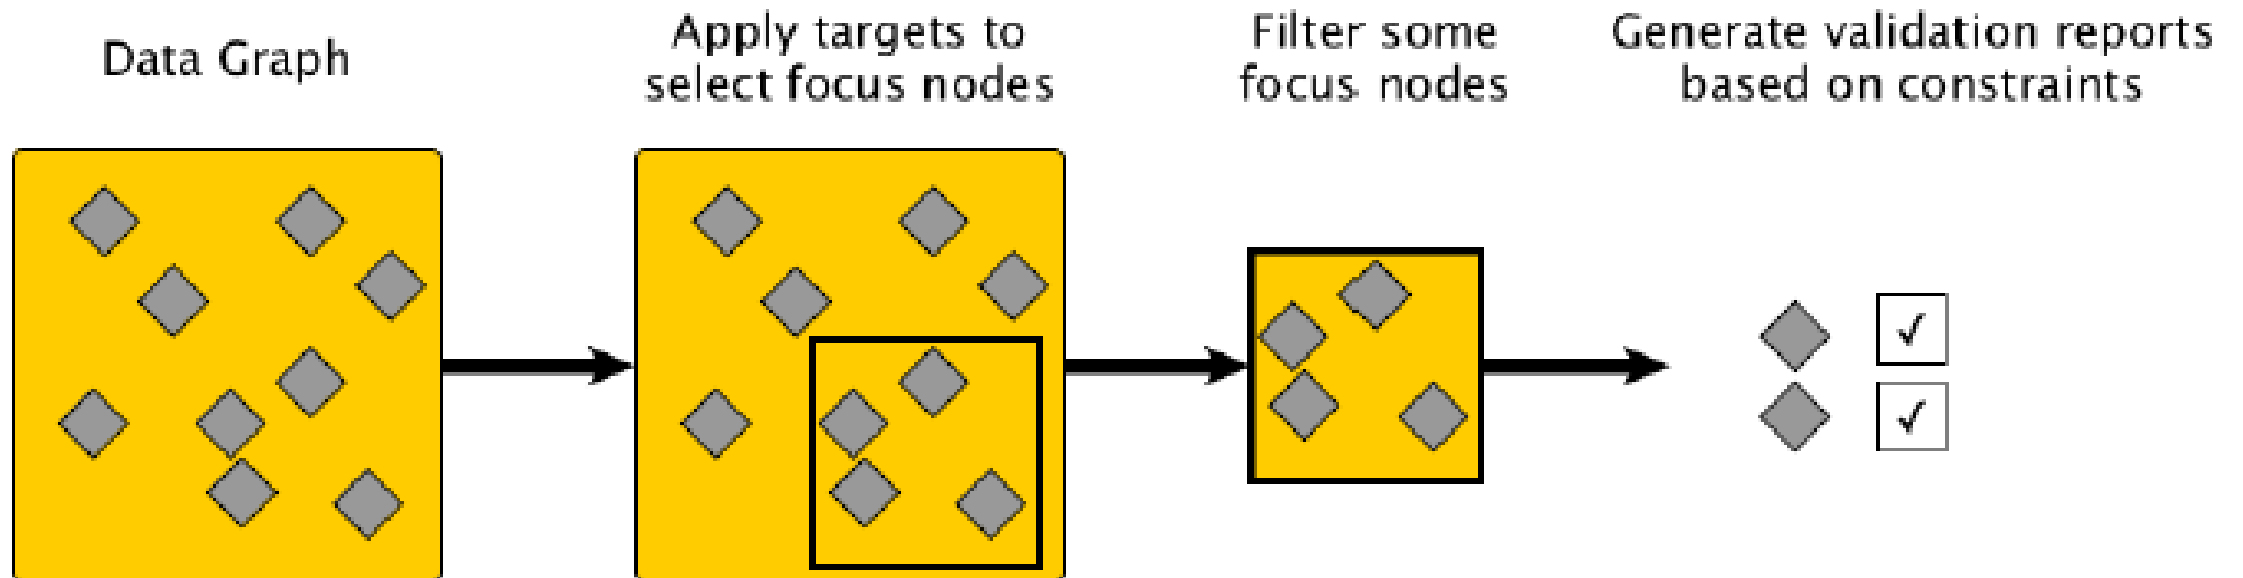 Data Graph
Apply targets to
select focus nodes
Filter some
focus nodes
Generate validation reports
based on constraints
✓
✓